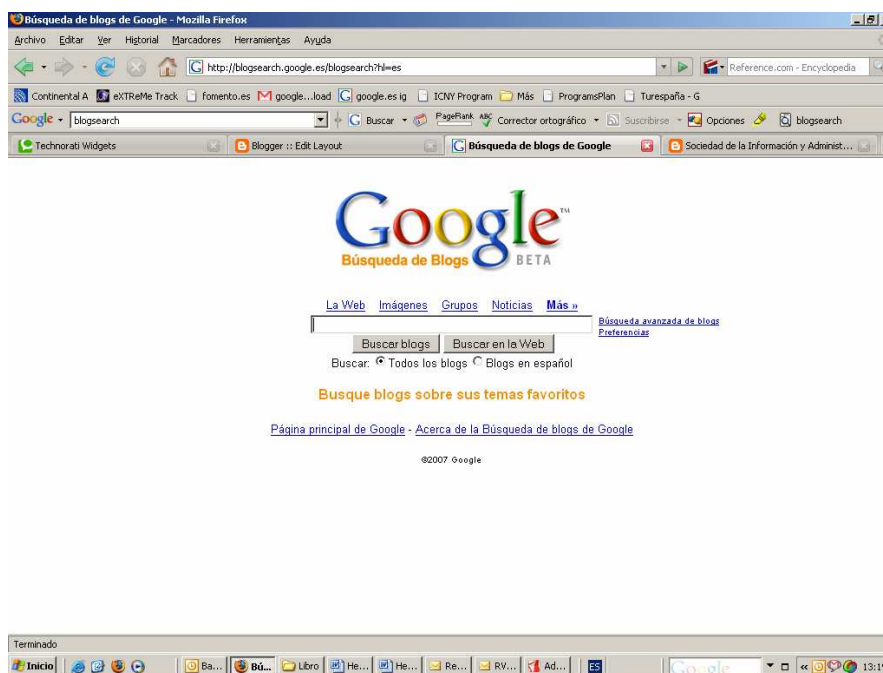 Búsqueda de blogs de Google - Mozilla Firefox
Archivo Editar Ver Historial Marcadores Herramientas Ayuda
http://blogsearch.google.es/blogsearch?hl=es Reference.com - Encyclopedia
Continental A eXTReMe Track fomento.es google...load google.es ig ICNY Program Más ProgramsPlan Turespaña - G
Google blogsearch Buscar PageRank ABC Corrector ortográfico Suscribirse Opciones blogsearch
Technorati Widgets Blogger :: Edit Layout Búsqueda de blogs de Google Sociedad de la Información y Administ...
Google™
Búsqueda de Blogs BETA
La Web Imágenes Grupos Noticias Más »
Búsqueda avanzada de blogs
Preferencias
Buscar blogs Buscar en la Web
Buscar: Todos los blogs Blogs en español
Busque blogs sobre sus temas favoritos
Página principal de Google - Acerca de la Búsqueda de blogs de Google
©2007 Google
Terminado
Inicio Ba... Bú... Libro He... He... Re... RV... Ad... ES Google